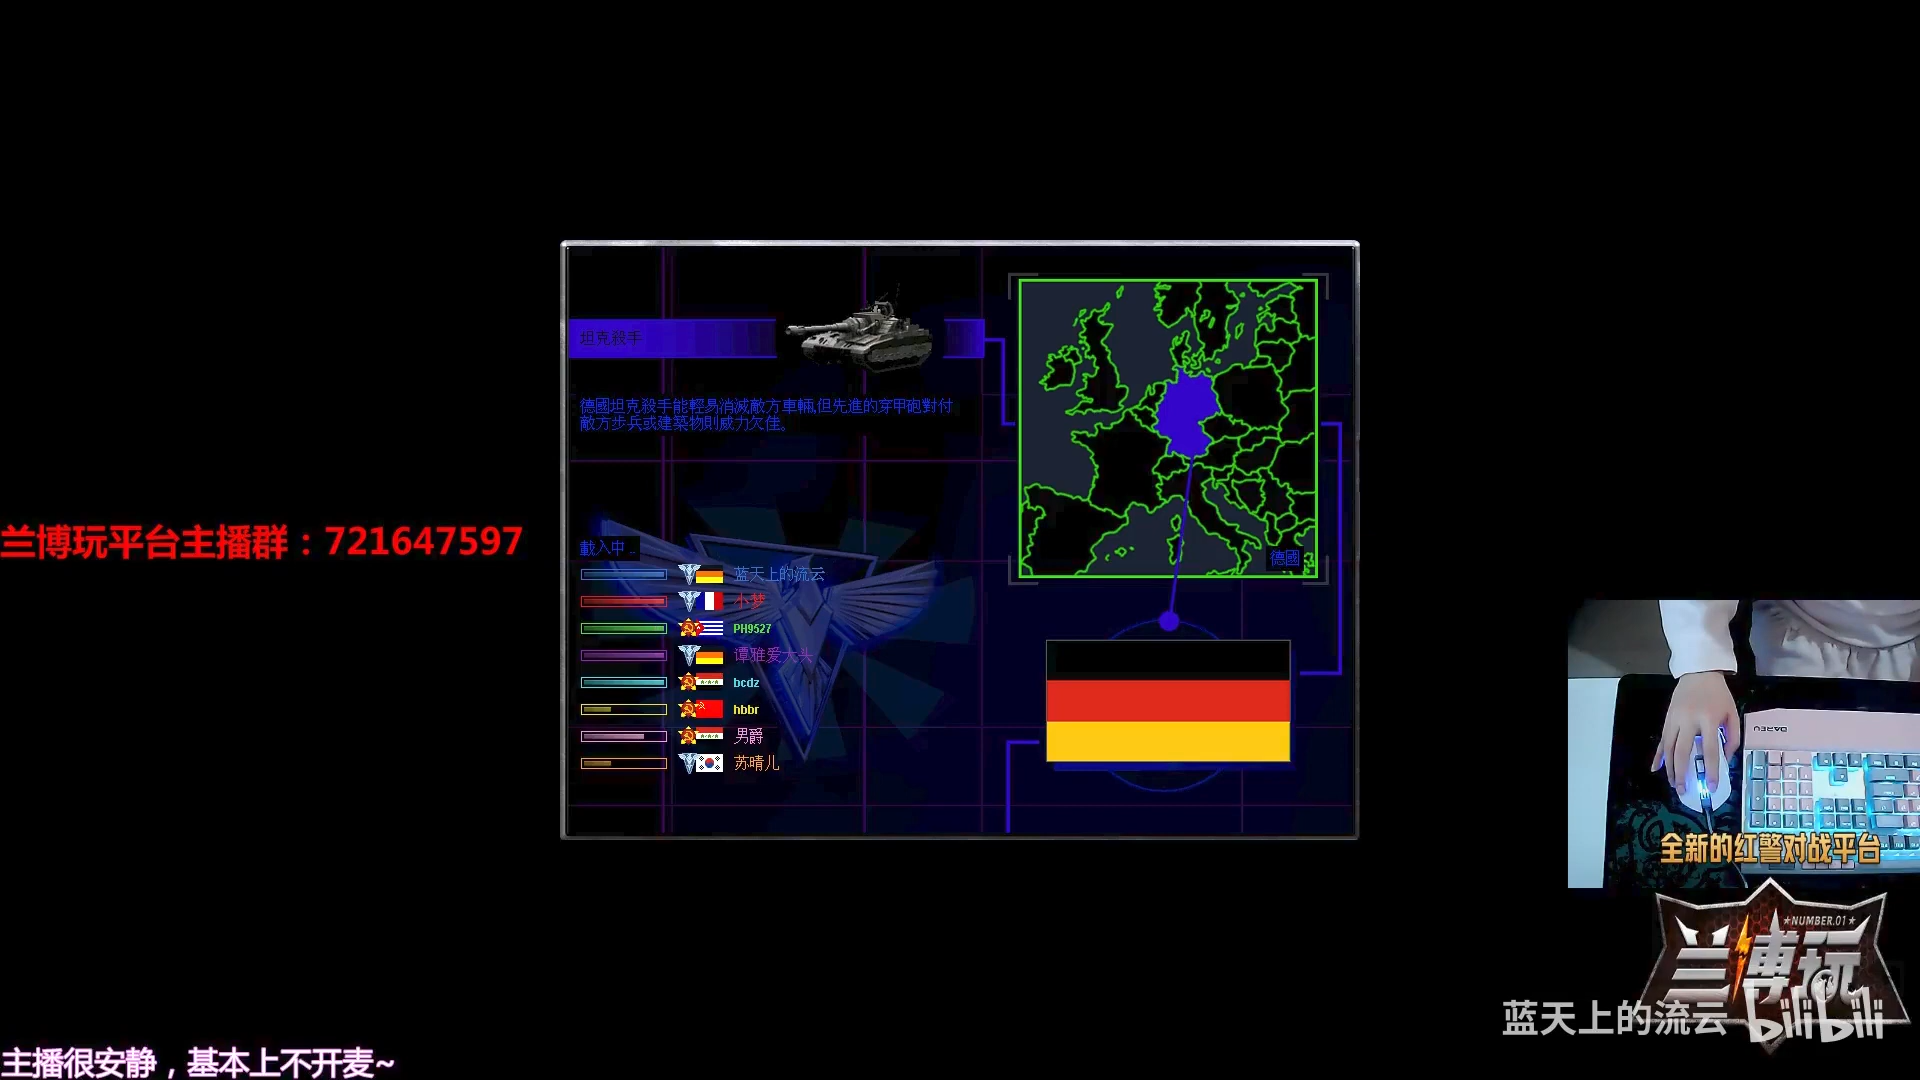 坦克殺手
德國坦克殺手能輕易消滅敵方車輛,但先進的穿甲砲對付
敵方步兵或建築物則威力欠佳。
德國
兰博玩平台主播群：721647597
載入中 ..
蓝天上的流云
小梦
PH9527
谭雅爱大头
bcdz
hbbr
男爵
苏晴儿
DAREU
全新的红警对战平台
★NUMBER.01★
兰博玩
蓝天上的流云 bilibili
主播很安静，基本上不开麦~